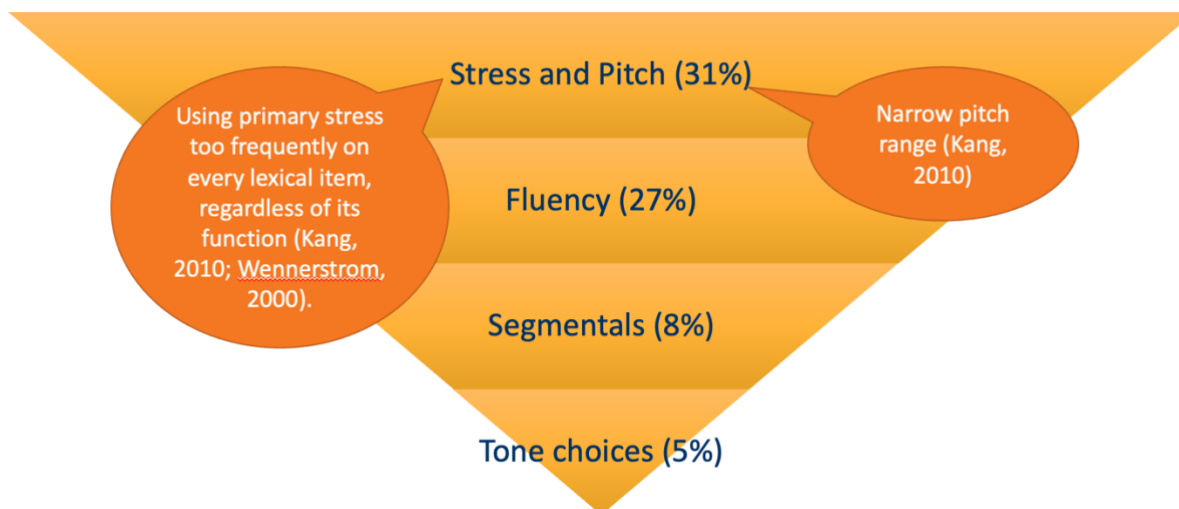 Stress and Pitch (31%)
Using primary stress
too frequently on
every lexical item,
regardless of its
function (Kang,
2010; Wennerstrom,
2000).
Narrow pitch
range (Kang,
2010)
Fluency (27%)
Segmentals (8%)
Tone choices (5%)